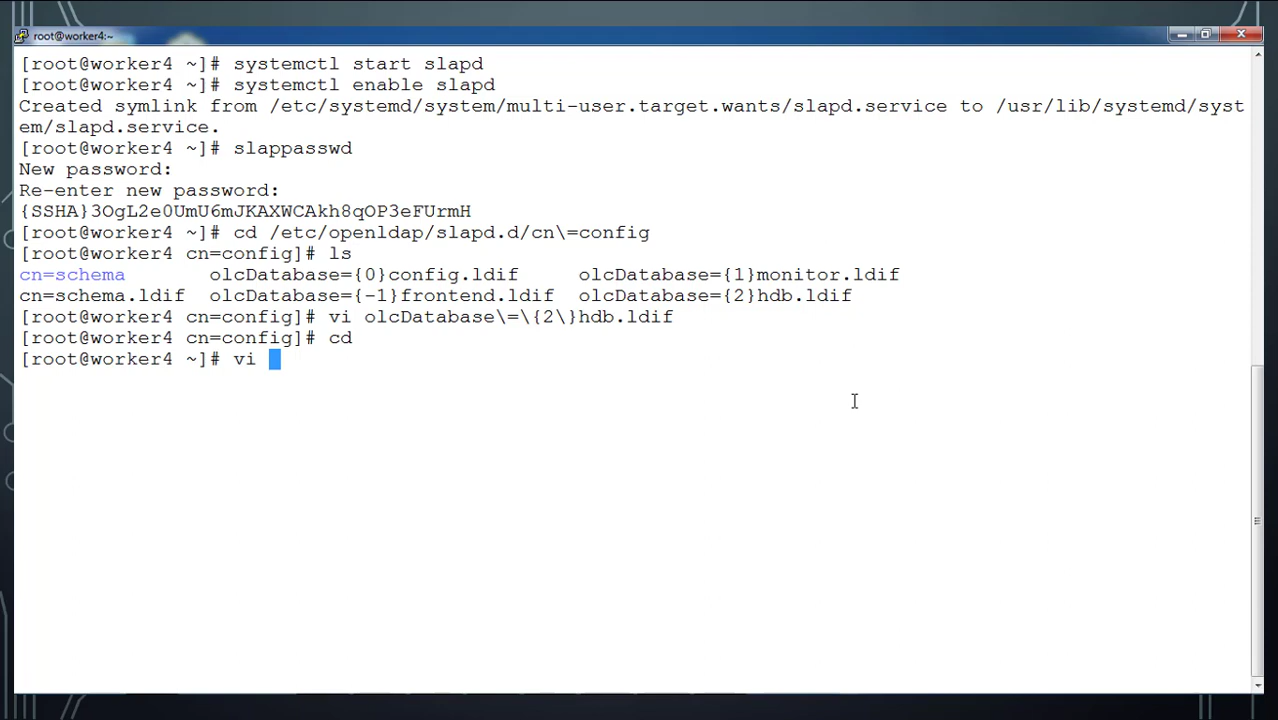 root@worker4:~
[root@worker4 ~]# systemctl start slapd
[root@worker4 ~]# systemctl enable slapd
Created symlink from /etc/systemd/system/multi-user.target.wants/slapd.service to /usr/lib/systemd/syst
em/slapd.service.
[root@worker4 ~]# slappasswd
New password:
Re-enter new password:
{SSHA}3OgL2e0UmU6mJKAXWCAkh8qOP3eFUrmH
[root@worker4 ~]# cd /etc/openldap/slapd.d/cn\=config
[root@worker4 cn=config]# ls
cn=schema olcDatabase={0}config.ldif olcDatabase={1}monitor.ldif
cn=schema.ldif olcDatabase={-1}frontend.ldif olcDatabase={2}hdb.ldif
[root@worker4 cn=config]# vi olcDatabase\=\{2\}hdb.ldif
[root@worker4 cn=config]# cd
[root@worker4 ~]# vi